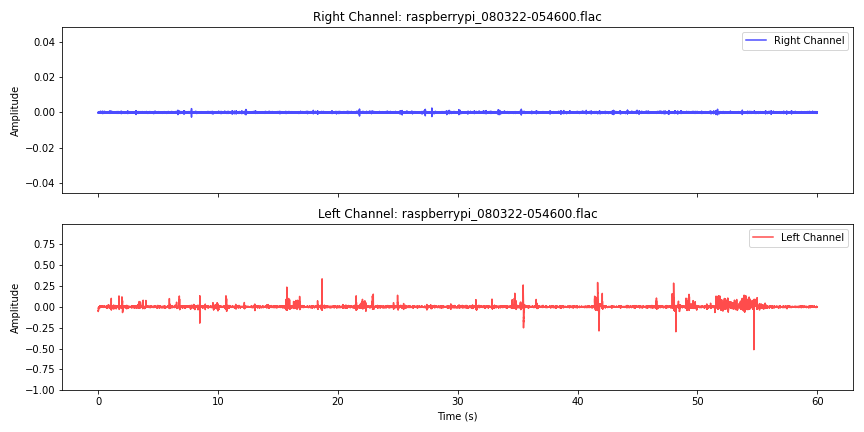 Right Channel: raspberrypi_080322-054600.flac
Right Channel
0.04
0.02
0.00
−0.02
−0.04
Amplitude
Left Channel: raspberrypi_080322-054600.flac
Left Channel
0.75
0.50
0.25
0.00
−0.25
−0.50
−0.75
−1.00
Amplitude
0 10 20 30 40 50 60
Time (s)